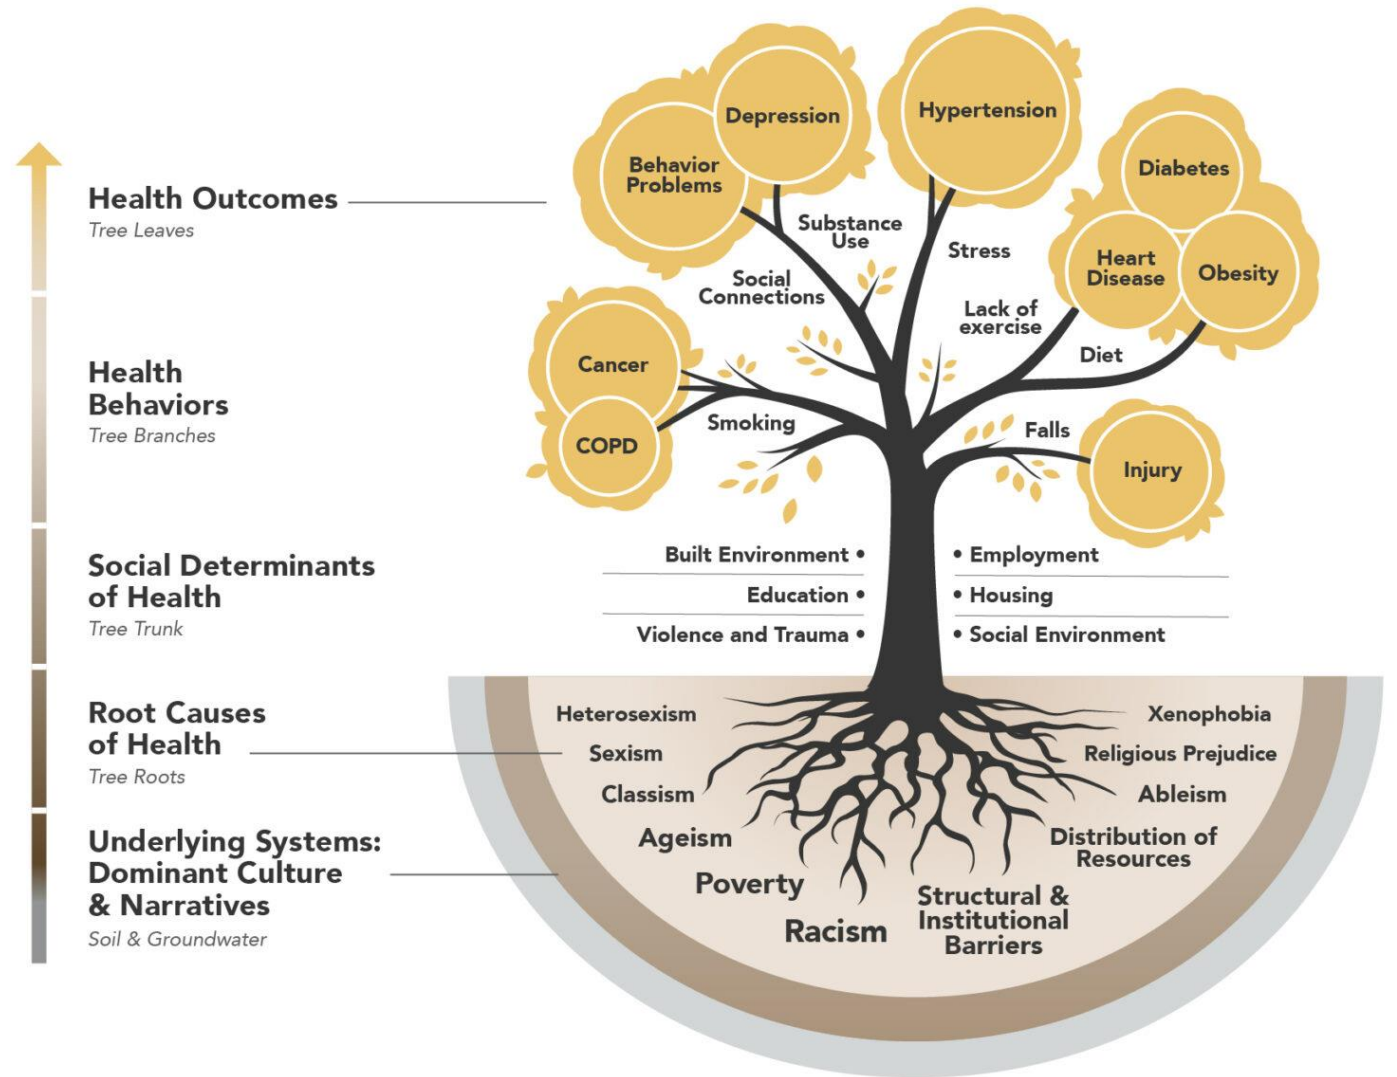 Health Outcomes
Tree Leaves
Health
Behaviors
Tree Branches
Social Determinants
of Health
Tree Trunk
Root Causes
of Health
Tree Roots
Underlying Systems:
Dominant Culture
& Narratives
Soil & Groundwater
Depression
Behavior
Problems
Hypertension
Diabetes
Heart
Disease
Obesity
Substance
Use
Stress
Social
Connections
Lack of
exercise
Diet
Cancer
COPD
Smoking
Falls
Injury
Built Environment •
• Employment
Education •
• Housing
Violence and Trauma •
• Social Environment
Heterosexism
Sexism
Classism
Ageism
Poverty
Racism
Structural &
Institutional
Barriers
Distribution of
Resources
Ableism
Religious Prejudice
Xenophobia